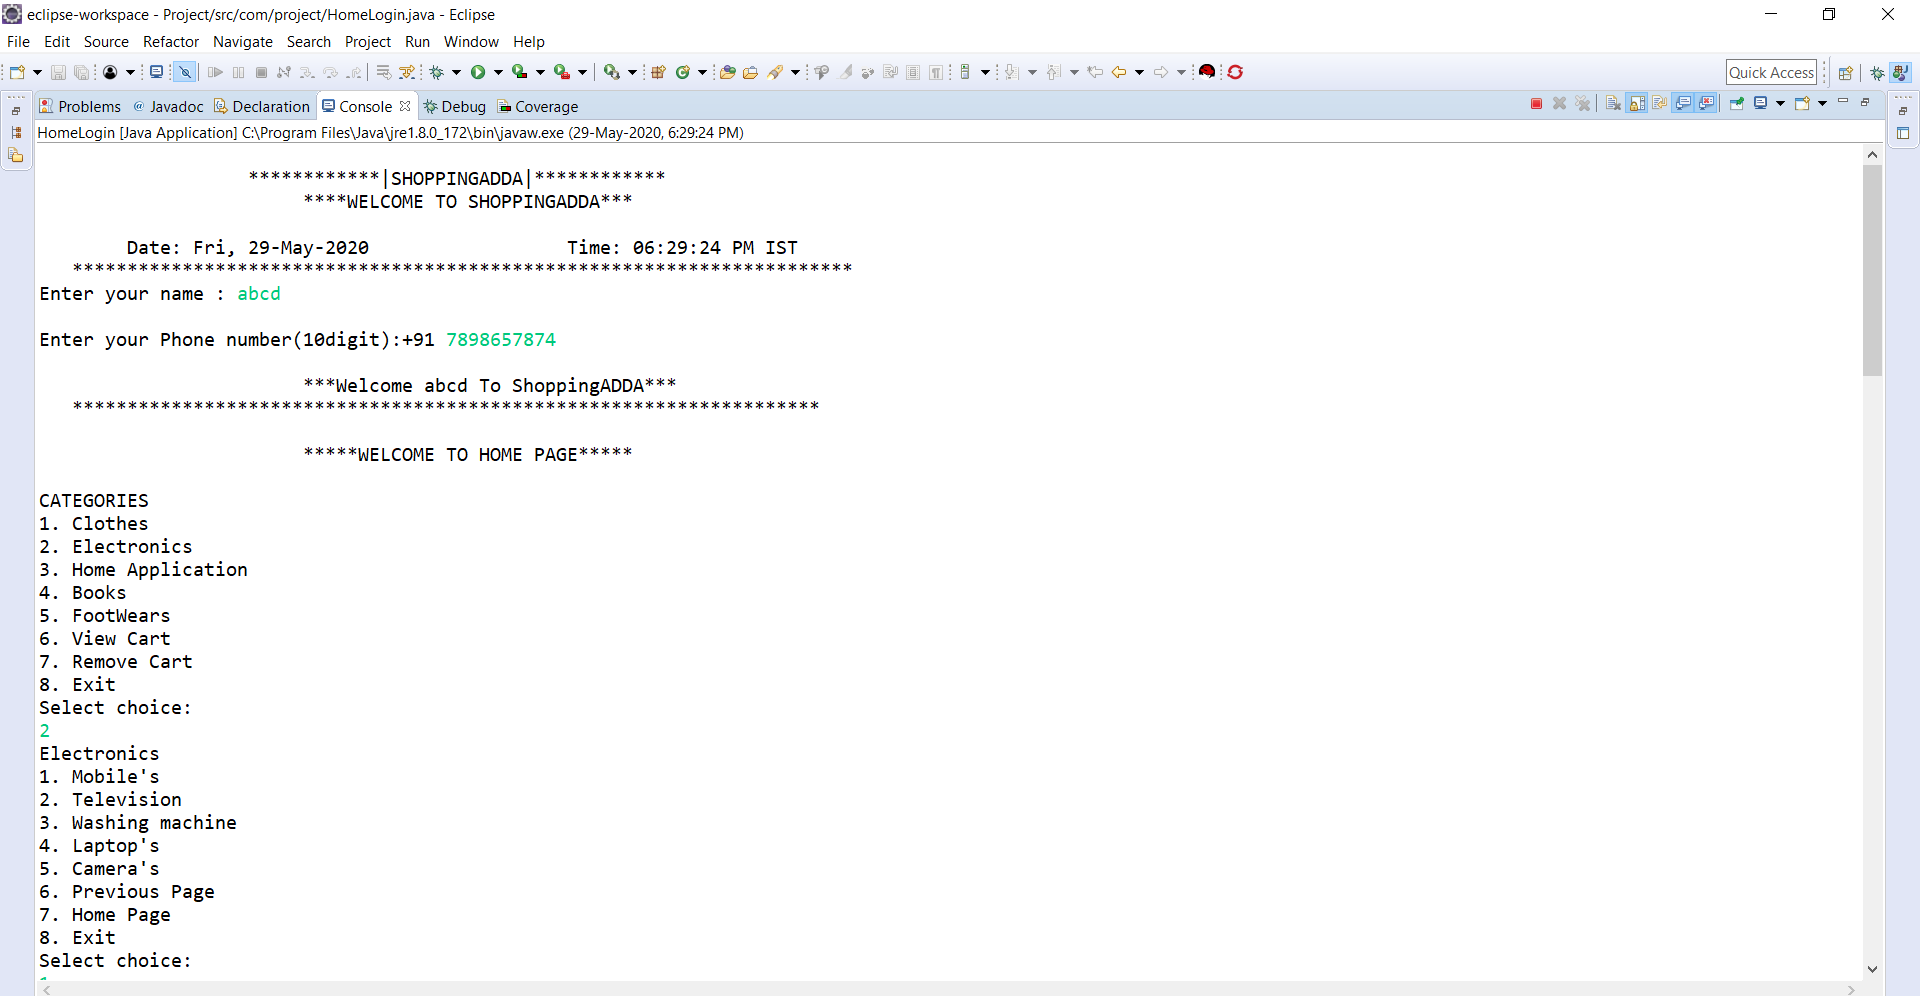 eclipse-workspace - Project/src/com/project/HomeLogin.java - Eclipse
File Edit Source Refactor Navigate Search Project Run Window Help
Quick Access
Problems @ Javadoc Declaration Console Debug Coverage
HomeLogin [Java Application] C:\Program Files\Java\jre1.8.0_172\bin\javaw.exe (29-May-2020, 6:29:24 PM)
************|SHOPPINGADDA|************
****WELCOME TO SHOPPINGADDA***
Date: Fri, 29-May-2020 Time: 06:29:24 PM IST
***********************************************************************
Enter your name : abcd
Enter your Phone number(10digit):+91 7898657874
***Welcome abcd To ShoppingADDA***
********************************************************************
*****WELCOME TO HOME PAGE*****
CATEGORIES
1. Clothes
2. Electronics
3. Home Application
4. Books
5. FootWears
6. View Cart
7. Remove Cart
8. Exit
Select choice:
2
Electronics
1. Mobile's
2. Television
3. Washing machine
4. Laptop's
5. Camera's
6. Previous Page
7. Home Page
8. Exit
Select choice: